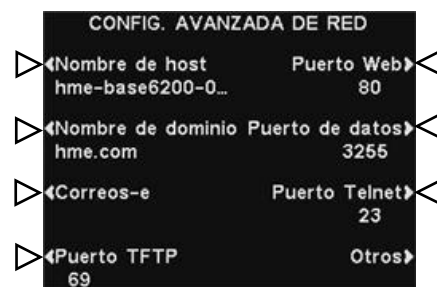 CONFIG. AVANZADA DE RED
Nombre de host Puerto Web
hme-base6200-0… 80
Nombre de dominio Puerto de datos
hme.com 3255
Correos-e Puerto Telnet
23
Puerto TFTP Otros
69